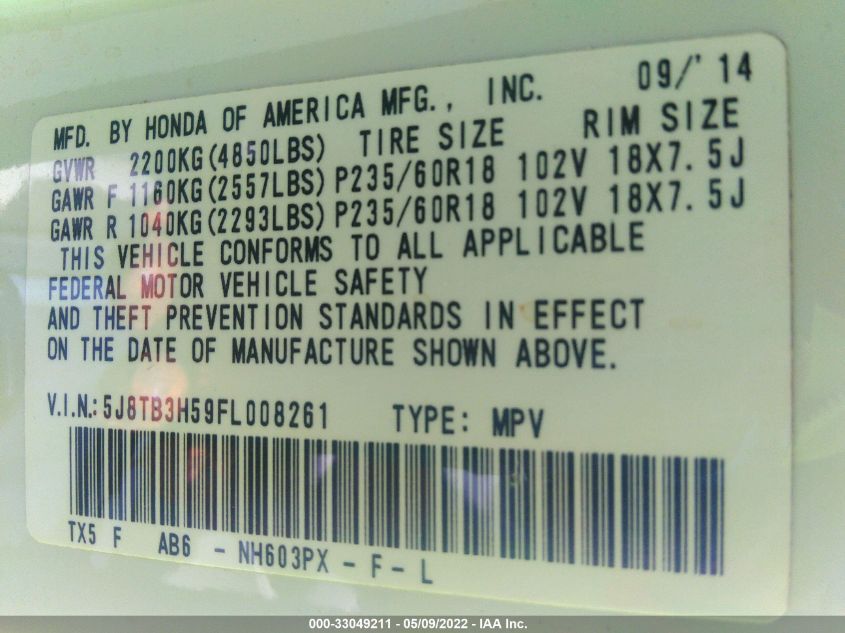 MFD. BY HONDA OF AMERICA MFG., INC. 09/'14
GVWR 2200KG(4850LBS) TIRE SIZE RIM SIZE
GAWR F 1160KG(2557LBS) P235/60R18 102V 18X7.5J
GAWR R 1040KG(2293LBS) P235/60R18 102V 18X7.5J
THIS VEHICLE CONFORMS TO ALL APPLICABLE
FEDERAL MOTOR VEHICLE SAFETY
AND THEFT PREVENTION STANDARDS IN EFFECT
ON THE DATE OF MANUFACTURE SHOWN ABOVE.
V.I.N.: 5J8TB3H59FL008261 TYPE: MPV
TX5 F AB6 - NH603PX - F - L
000-33049211 - 05/09/2022 - IAA Inc.